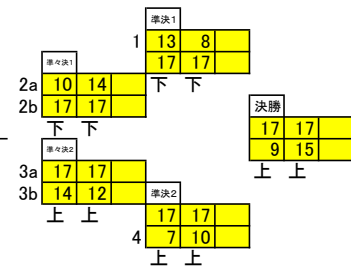 準決1
1 13 8
17 17
下 下
準々決1
2a 10 14
2b 17 17
下 下
準々決2
3a 17 17
3b 14 12
上 上
準決2
17 17
4 7 10
上 上
決勝
17 17
9 15
上 上